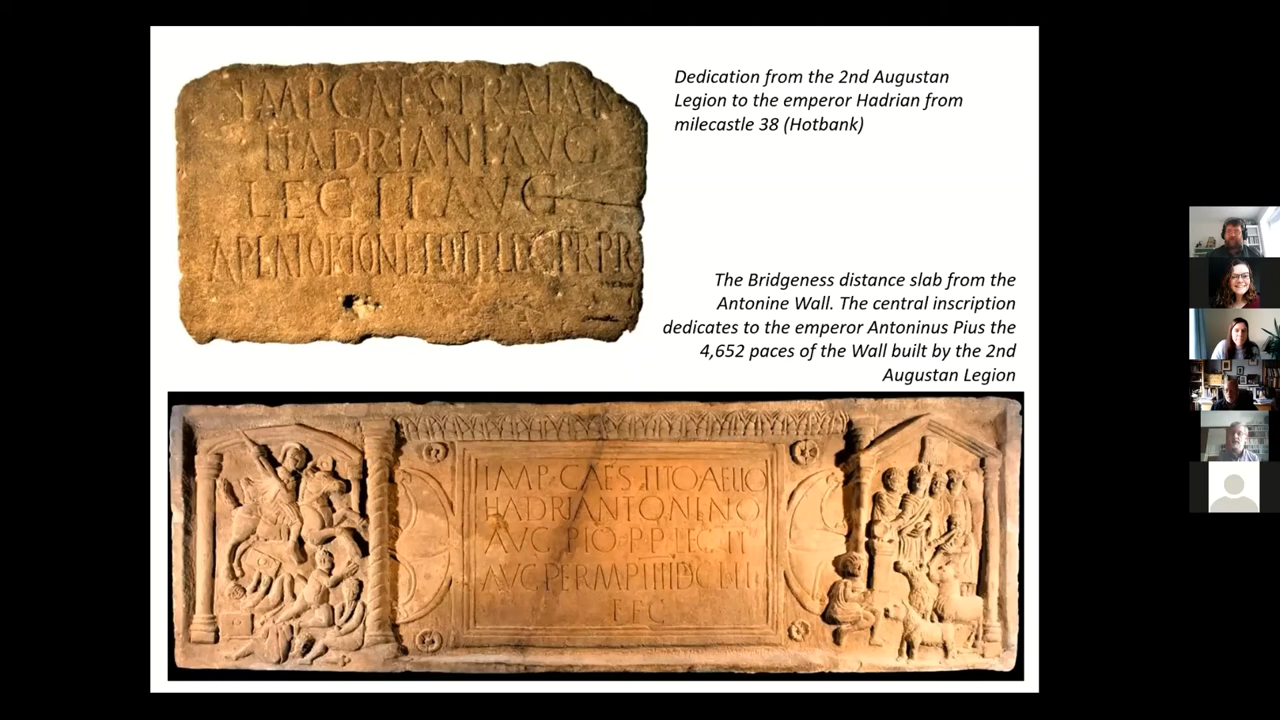 IMP CAES TRAIAN
HADRIANI AVG
LEG II AVG
A PLATORIO NEPOTE LEG PR PR
Dedication from the 2nd Augustan
Legion to the emperor Hadrian from
milecastle 38 (Hotbank)
The Bridgeness distance slab from the
Antonine Wall. The central inscription
dedicates to the emperor Antoninus Pius the
4,652 paces of the Wall built by the 2nd
Augustan Legion
IMP CAES TITO AELIO
HADRI ANTONINO
AVG PIO P P LEG II
AVG PER M P IIIIDCLII
FEC